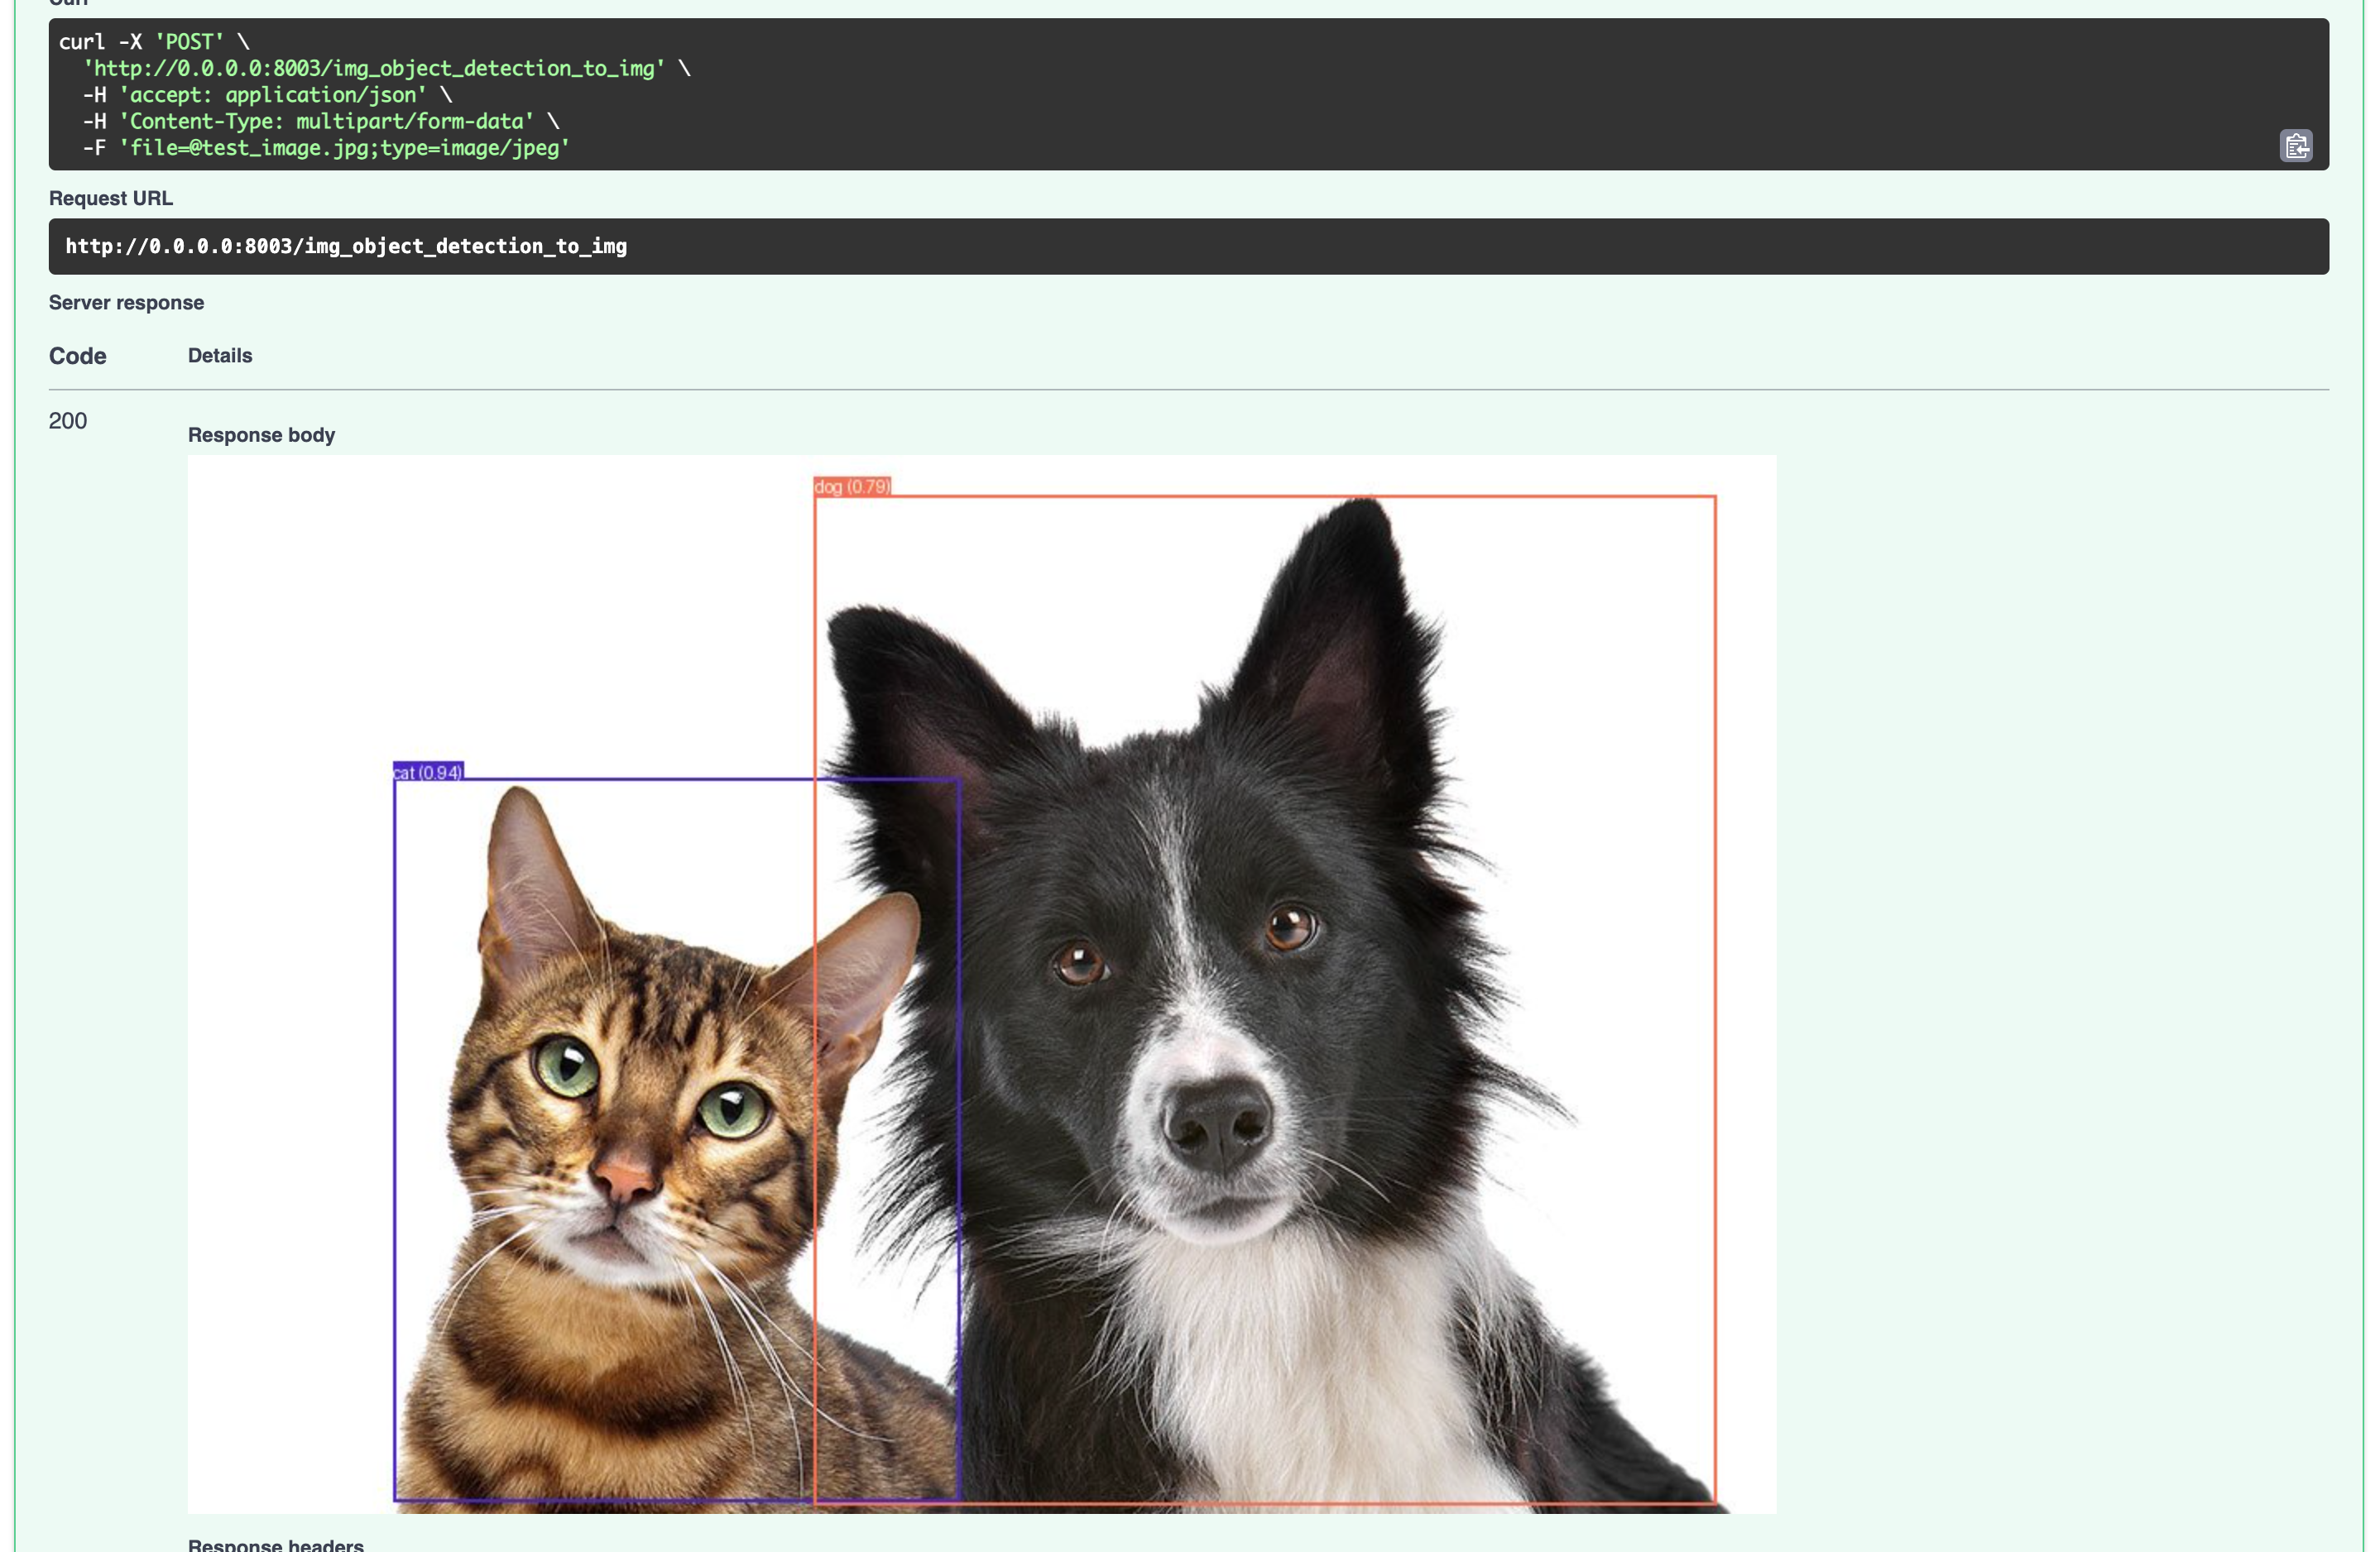 Curl
curl -X 'POST' \
'http://0.0.0.0:8003/img_object_detection_to_img' \
-H 'accept: application/json' \
-H 'Content-Type: multipart/form-data' \
-F 'file=@test_image.jpg;type=image/jpeg'
Request URL
http://0.0.0.0:8003/img_object_detection_to_img
Server response
Code Details
200
Response body
dog (0.79)
cat (0.94)
Response headers